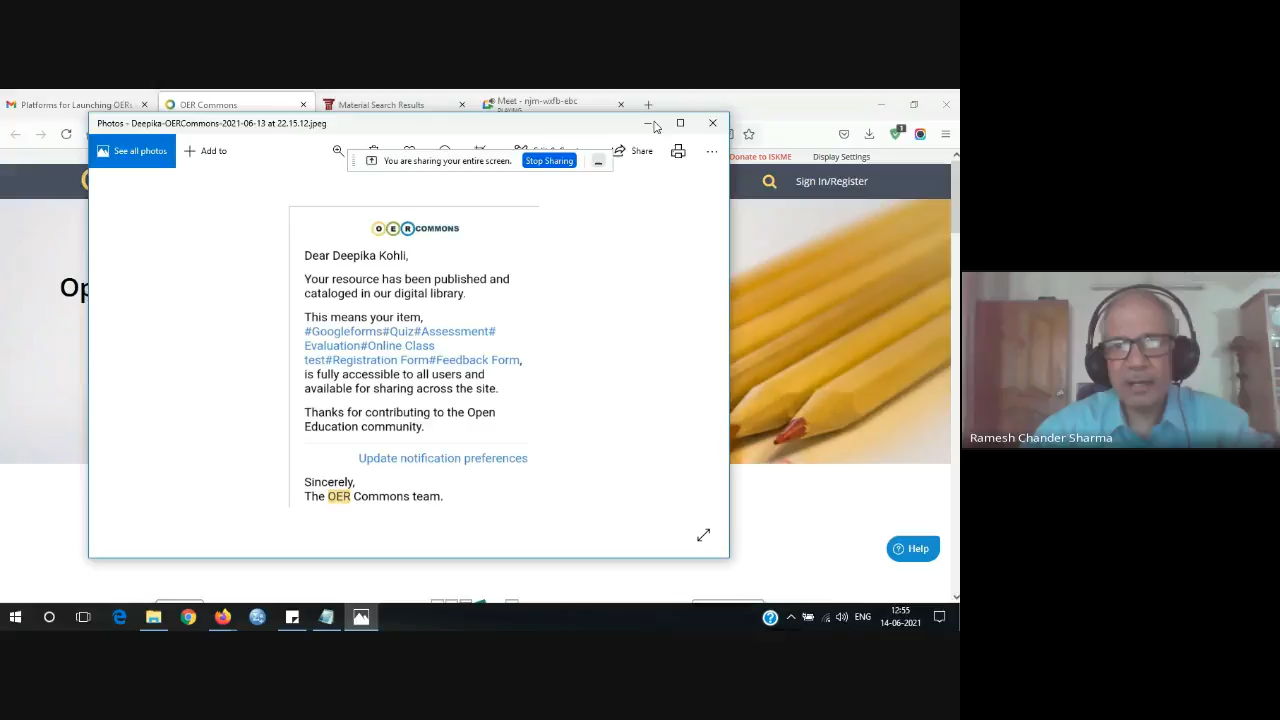 Platforms for Launching OERs
OER Commons
Material Search Results
Meet - njm-wxfb-ebc
PLAYING
Photos - Deepika-OERCommons-2021-06-13 at 22.15.12.jpeg
See all photos
Add to
Share
You are sharing your entire screen.
Stop Sharing
Donate to ISKME
Display Settings
Sign In/Register
Op
OER COMMONS
Dear Deepika Kohli,
Your resource has been published and
cataloged in our digital library.
This means your item,
#Googleforms#Quiz#Assessment#
Evaluation#Online Class
test#Registration Form#Feedback Form,
is fully accessible to all users and
available for sharing across the site.
Thanks for contributing to the Open
Education community.
Update notification preferences
Sincerely,
The OER Commons team.
Help
Ramesh Chander Sharma
ENG
12:55
14-06-2021